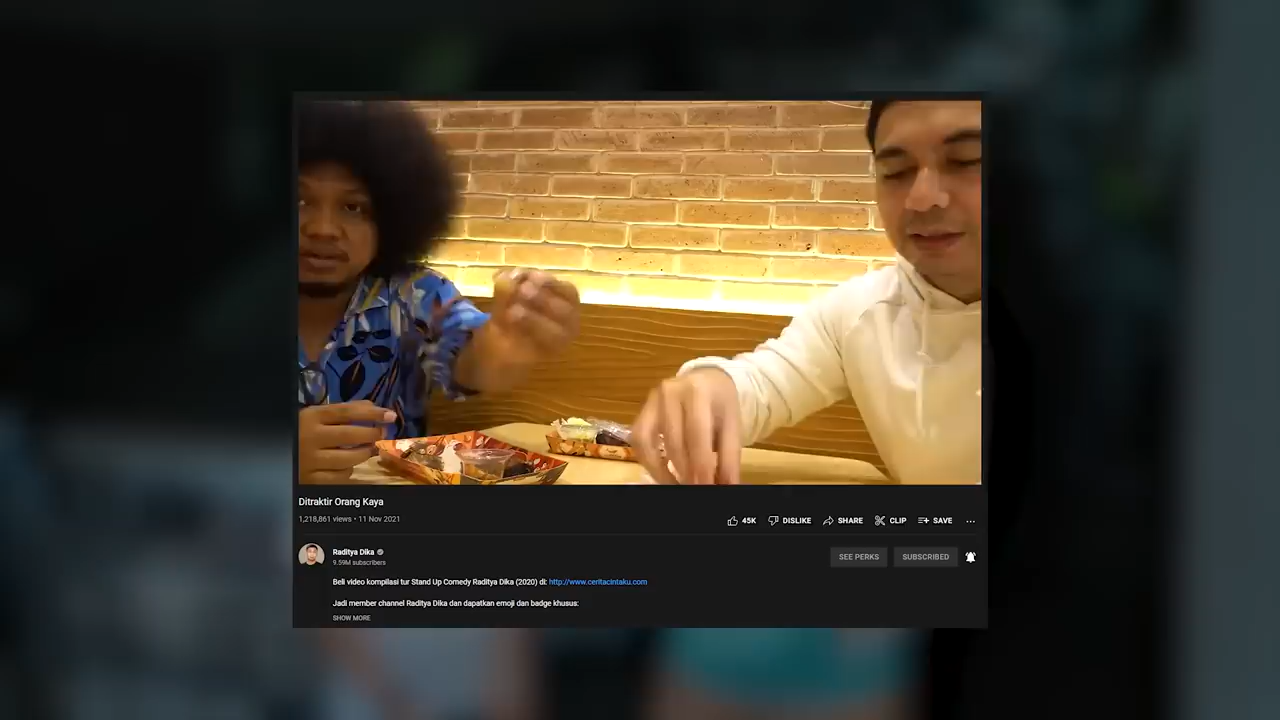 Ditraktir Orang Kaya
1,218,861 views • 11 Nov 2021
45K DISLIKE SHARE CLIP SAVE ...
Raditya Dika
9.59M subscribers
SEE PERKS SUBSCRIBED
Beli video kompilasi tur Stand Up Comedy Raditya Dika (2020) di: http://www.ceritacintaku.com
Jadi member channel Raditya Dika dan dapatkan emoji dan badge khusus:
SHOW MORE